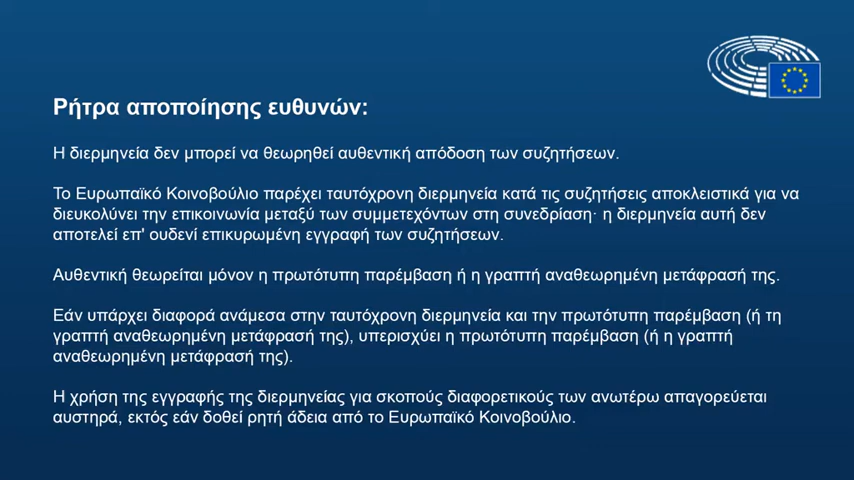 Ρήτρα αποποίησης ευθυνών:
Η διερμηνεία δεν μπορεί να θεωρηθεί αυθεντική απόδοση των συζητήσεων.
Το Ευρωπαϊκό Κοινοβούλιο παρέχει ταυτόχρονη διερμηνεία κατά τις συζητήσεις αποκλειστικά για να
διευκολύνει την επικοινωνία μεταξύ των συμμετεχόντων στη συνεδρίαση· η διερμηνεία αυτή δεν
αποτελεί επ' ουδενί επικυρωμένη εγγραφή των συζητήσεων.
Αυθεντική θεωρείται μόνον η πρωτότυπη παρέμβαση ή η γραπτή αναθεωρημένη μετάφρασή της.
Εάν υπάρχει διαφορά ανάμεσα στην ταυτόχρονη διερμηνεία και την πρωτότυπη παρέμβαση (ή τη
γραπτή αναθεωρημένη μετάφρασή της), υπερισχύει η πρωτότυπη παρέμβαση (ή η γραπτή
αναθεωρημένη μετάφρασή της).
Η χρήση της εγγραφής της διερμηνείας για σκοπούς διαφορετικούς των ανωτέρω απαγορεύεται
αυστηρά, εκτός εάν δοθεί ρητή άδεια από το Ευρωπαϊκό Κοινοβούλιο.